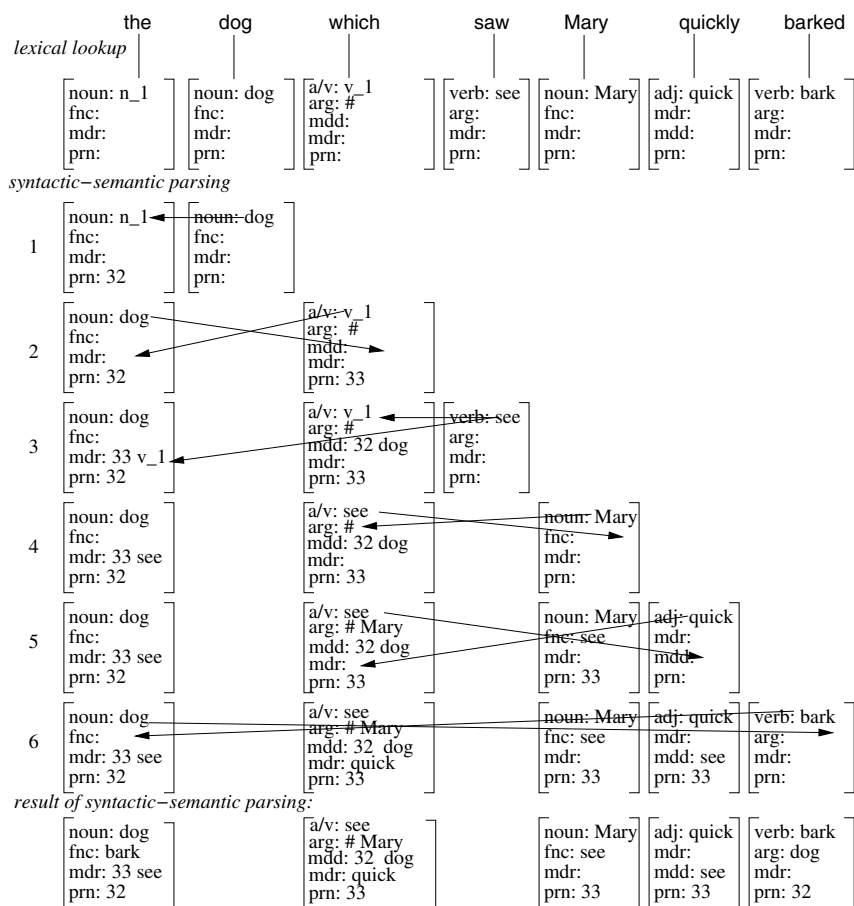 the dog which saw Mary quickly barked
lexical lookup
noun: n_1 noun: dog a/v: v_1 verb: see noun: Mary adj: quick verb: bark
fnc: fnc: arg: # arg: fnc: mdr: arg:
mdr: mdr: mdd: mdr: mdr: mdd: mdr:
prn: prn: mdr: prn: prn: prn: prn:
prn:
syntactic−semantic parsing
1
noun: n_1 noun: dog
fnc: fnc:
mdr: mdr:
prn: 32 prn:
2
noun: dog a/v: v_1
fnc: arg: #
mdr: mdd:
prn: 32 mdr:
prn: 33
3
noun: dog a/v: v_1 verb: see
fnc: arg: # arg:
mdr: 33 v_1 mdd: 32 dog mdr:
prn: 32 mdr: prn:
prn: 33
4
noun: dog a/v: see noun: Mary
fnc: arg: # fnc:
mdr: 33 see mdd: 32 dog mdr:
prn: 32 mdr: prn:
prn: 33
5
noun: dog a/v: see noun: Mary adj: quick
fnc: arg: # Mary fnc: see mdr:
mdr: 33 see mdd: 32 dog mdr: mdd:
prn: 32 mdr: prn: 33 prn:
prn: 33
6
noun: dog a/v: see noun: Mary adj: quick verb: bark
fnc: arg: # Mary fnc: see mdr: arg:
mdr: 33 see mdd: 32 dog mdr: mdd: see mdr:
prn: 32 mdr: quick prn: 33 prn: 33 prn:
prn: 33
result of syntactic−semantic parsing:
noun: dog a/v: see noun: Mary adj: quick verb: bark
fnc: bark arg: # Mary fnc: see mdr: arg: dog
mdr: 33 see mdd: 32 dog mdr: mdd: see mdr:
prn: 32 mdr: quick prn: 33 prn: 33 prn: 32
prn: 33